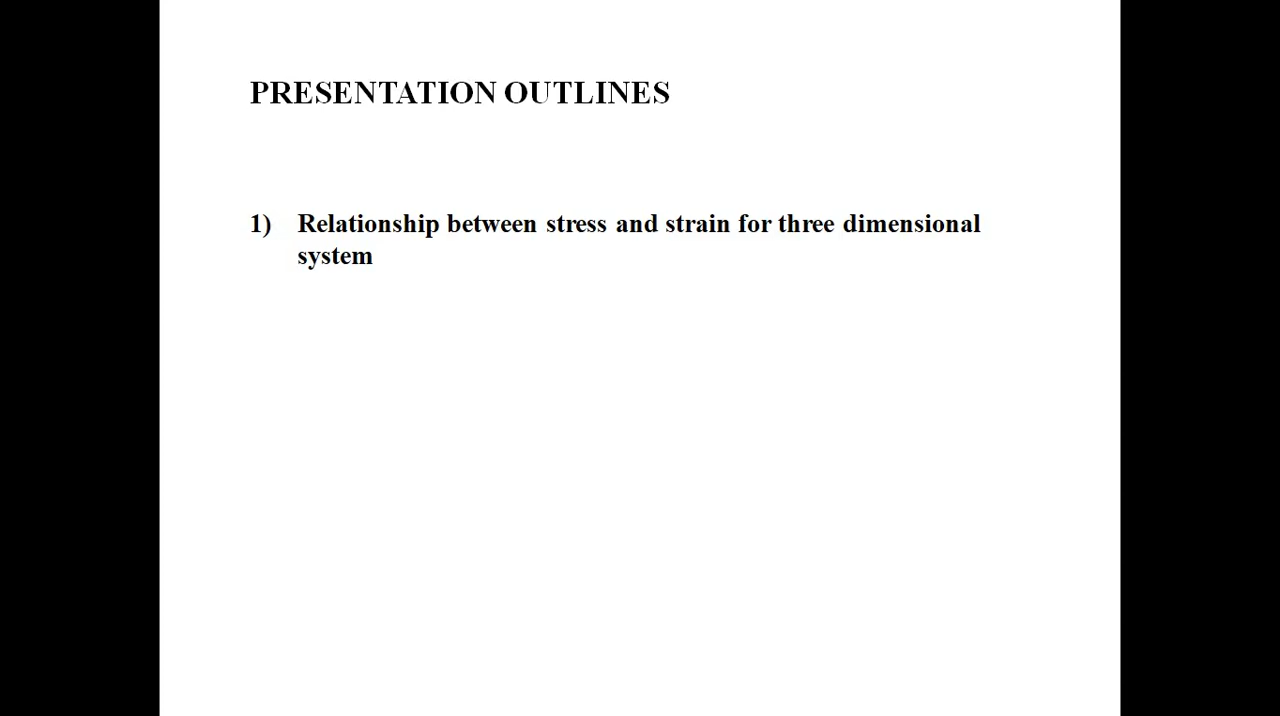 PRESENTATION OUTLINES
1) Relationship between stress and strain for three dimensional
system